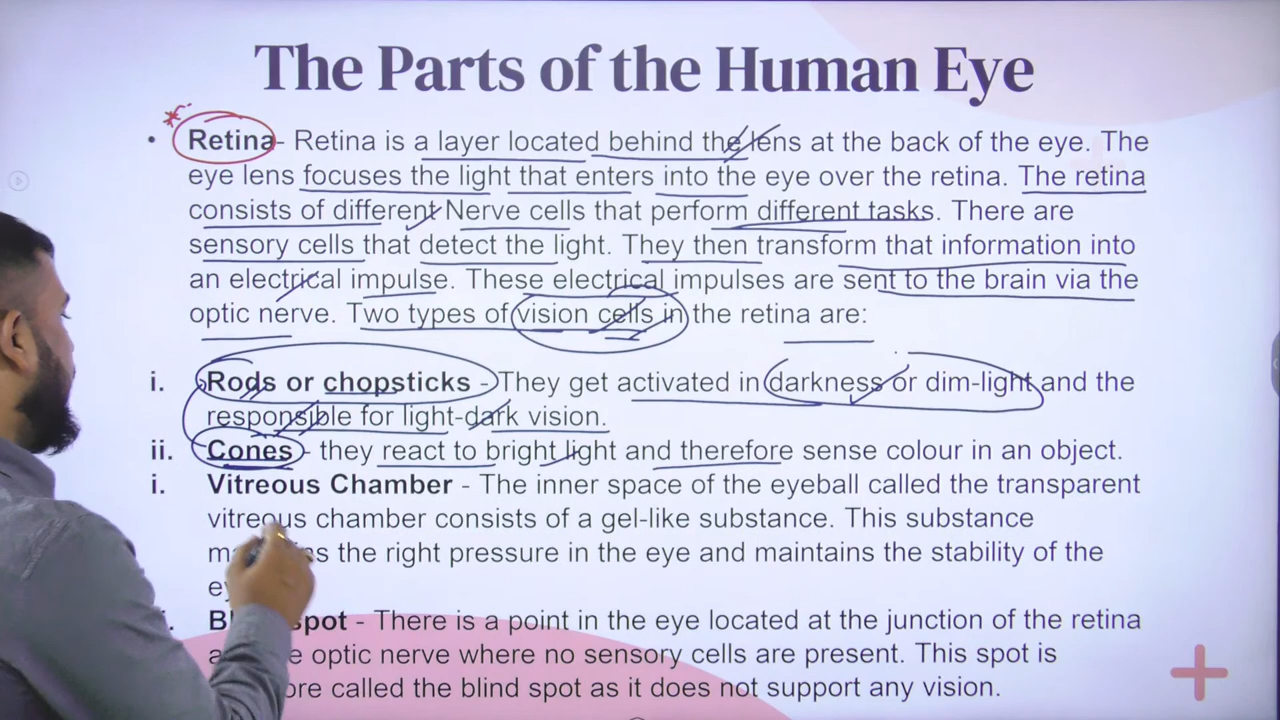 The Parts of the Human Eye
• Retina- Retina is a layer located behind the lens at the back of the eye. The
eye lens focuses the light that enters into the eye over the retina. The retina
consists of different Nerve cells that perform different tasks. There are
sensory cells that detect the light. They then transform that information into
an electrical impulse. These electrical impulses are sent to the brain via the
optic nerve. Two types of vision cells in the retina are:
i. Rods or chopsticks - They get activated in darkness or dim-light and the
responsible for light-dark vision.
ii. Cones - they react to bright light and therefore sense colour in an object.
i. Vitreous Chamber - The inner space of the eyeball called the transparent
vitreous chamber consists of a gel-like substance. This substance
the right pressure in the eye and maintains the stability of the
spot - There is a point in the eye located at the junction of the retina
optic nerve where no sensory cells are present. This spot is
called the blind spot as it does not support any vision.